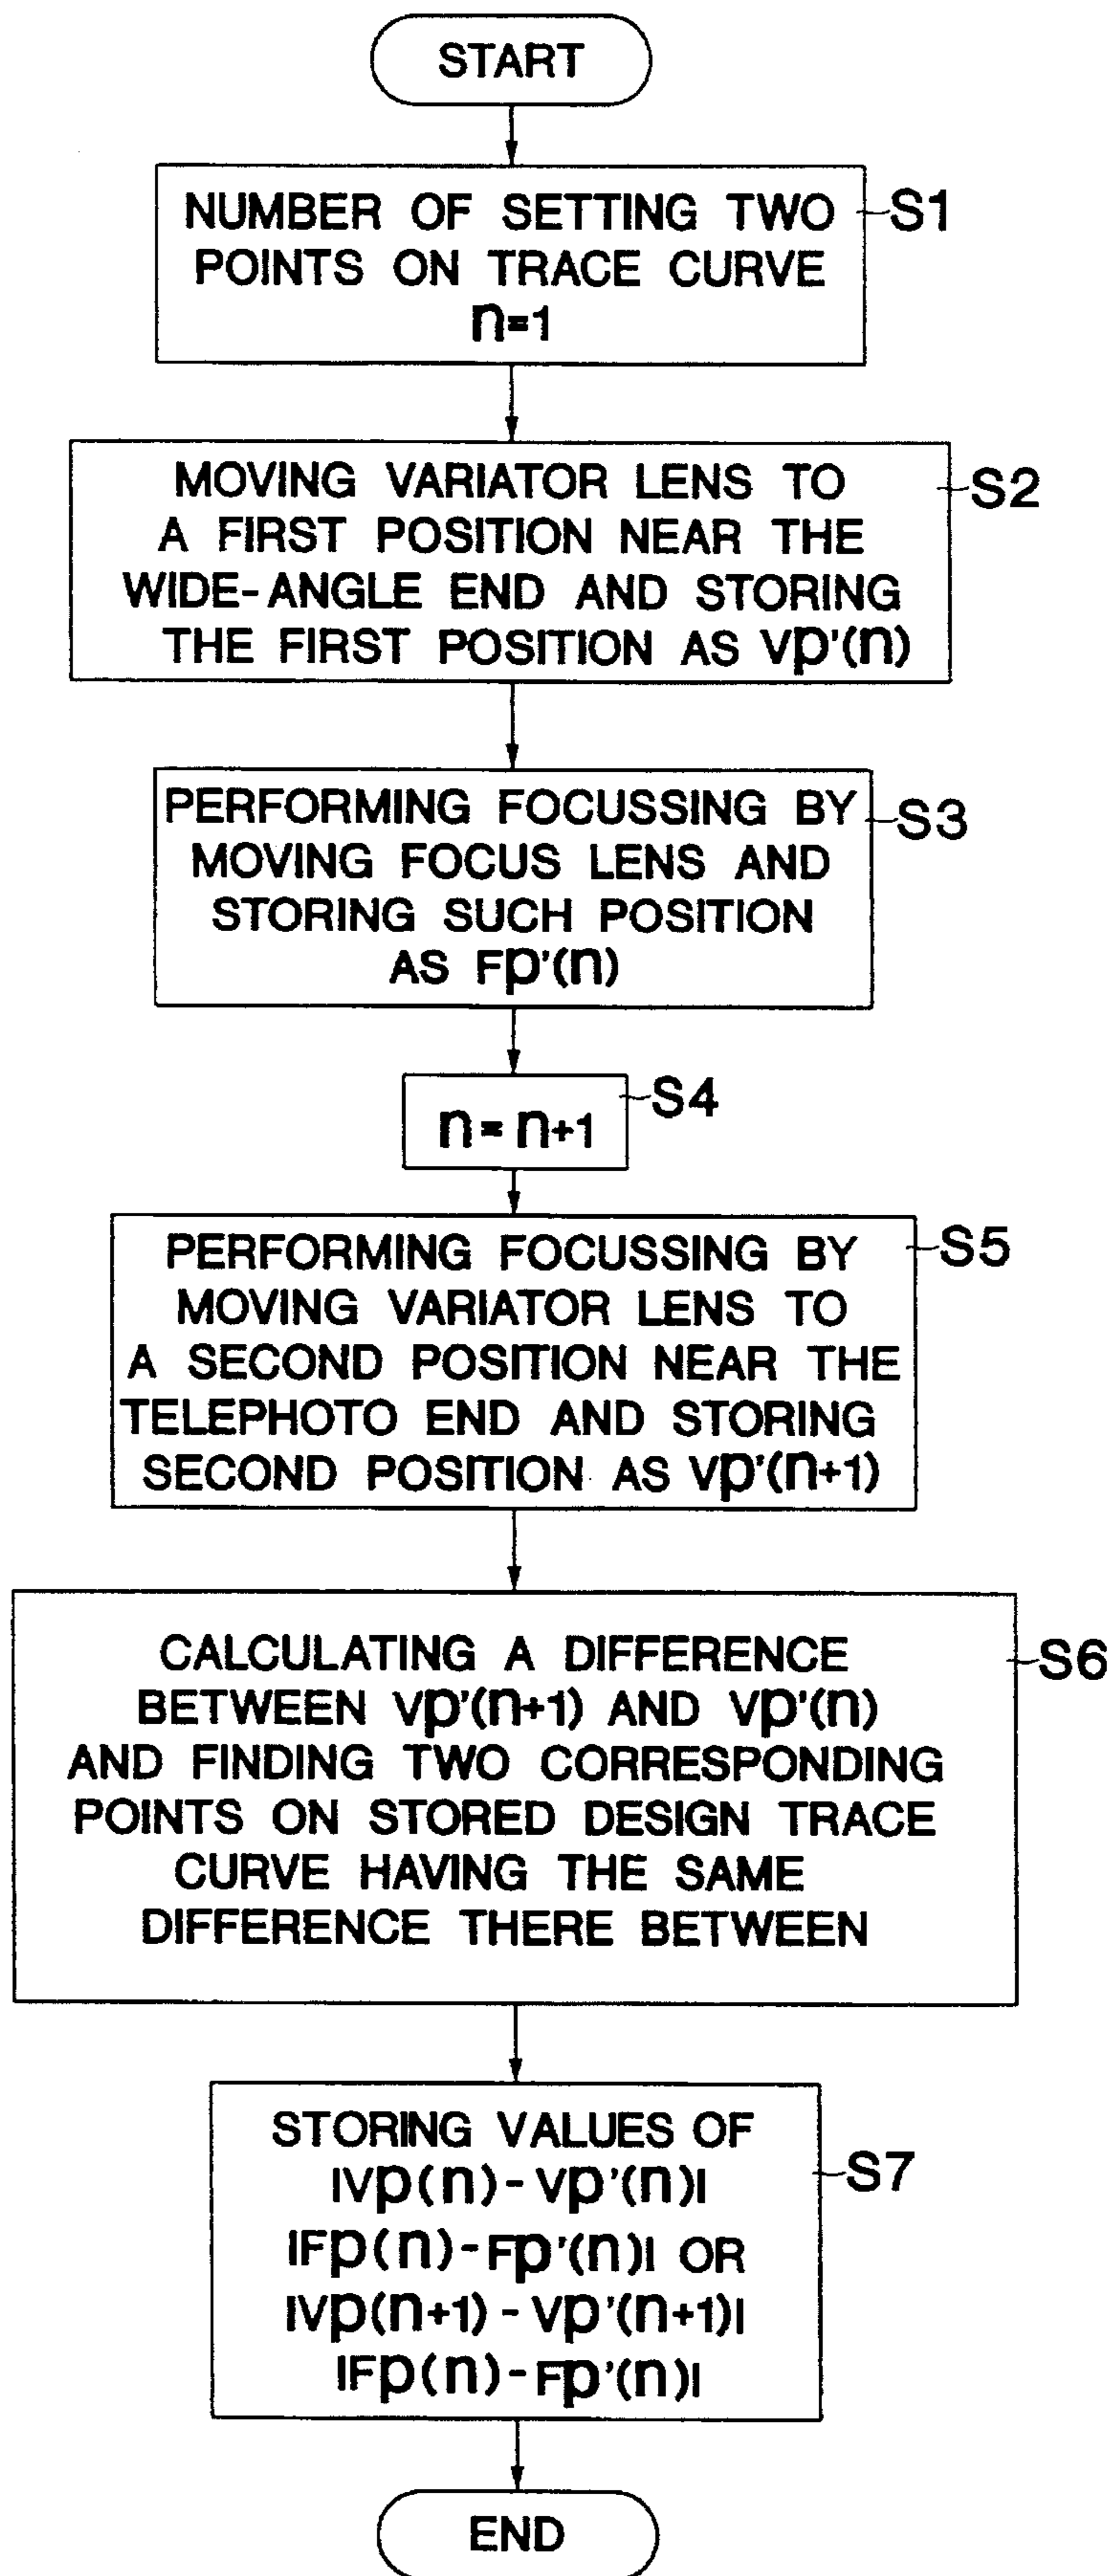 START
NUMBER OF SETTING TWO
POINTS ON TRACE CURVE
n=1
S1
MOVING VARIATOR LENS TO
A FIRST POSITION NEAR THE
WIDE-ANGLE END AND STORING
THE FIRST POSITION AS VP'(n)
S2
PERFORMING FOCUSSING BY
MOVING FOCUS LENS AND
STORING SUCH POSITION
AS FP'(n)
S3
n=n+1
S4
PERFORMING FOCUSSING BY
MOVING VARIATOR LENS TO
A SECOND POSITION NEAR THE
TELEPHOTO END AND STORING
SECOND POSITION AS VP'(n+1)
S5
CALCULATING A DIFFERENCE
BETWEEN VP'(n+1) AND VP'(n)
AND FINDING TWO CORRESPONDING
POINTS ON STORED DESIGN TRACE
CURVE HAVING THE SAME
DIFFERENCE THERE BETWEEN
S6
STORING VALUES OF
|VP(n)-VP'(n)|
|FP(n)-FP'(n)| OR
|VP(n+1)-VP'(n+1)|
|FP(n)-FP'(n)|
S7
END